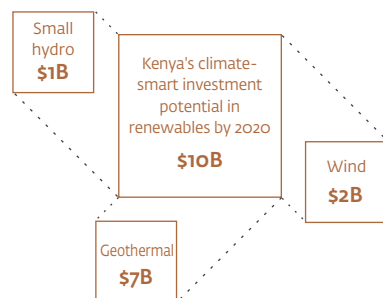 Small
hydro
$1B
Kenya's climate-
smart investment
potential in
renewables by 2020
$10B
Wind
$2B
Geothermal
$7B